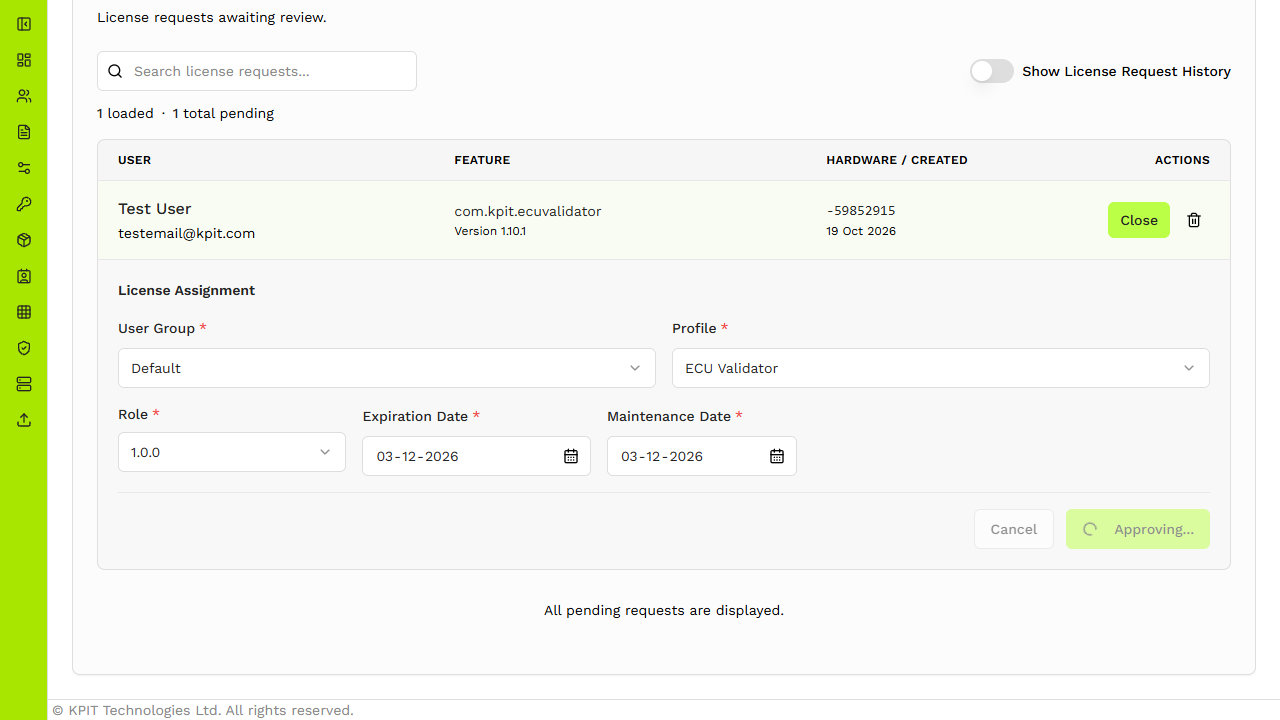 License requests awaiting review.
Search license requests...
Show License Request History
1 loaded · 1 total pending
USER FEATURE HARDWARE / CREATED ACTIONS
Test User com.kpit.ecuvalidator -59852915 Close
testemail@kpit.com Version 1.10.1 19 Oct 2026
License Assignment
User Group * Profile *
Default ECU Validator
Role * Expiration Date * Maintenance Date *
1.0.0 03-12-2026 03-12-2026
Cancel Approving...
All pending requests are displayed.
© KPIT Technologies Ltd. All rights reserved.